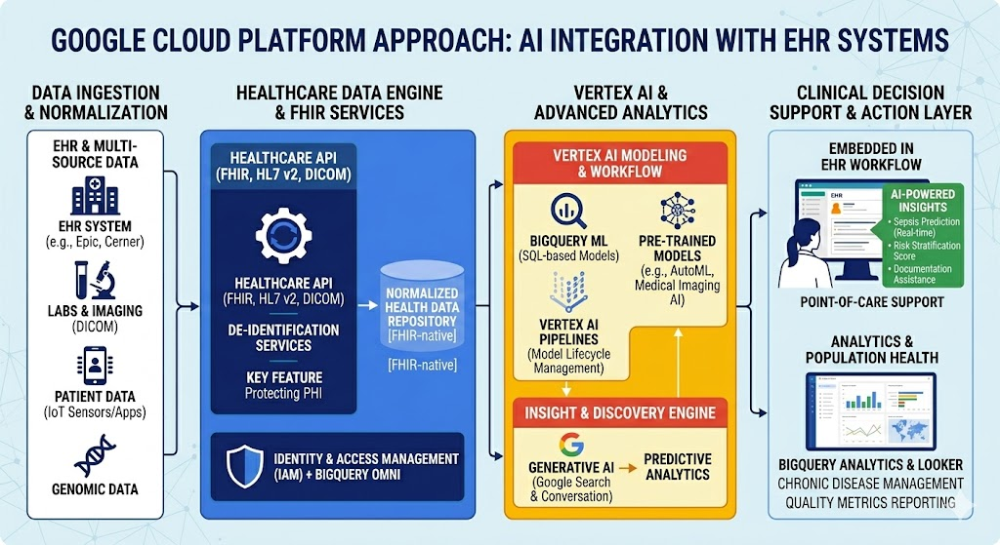 GOOGLE CLOUD PLATFORM APPROACH: AI INTEGRATION WITH EHR SYSTEMS
DATA INGESTION
& NORMALIZATION
EHR & MULTI-
SOURCE DATA
EHR SYSTEM
(e.g., Epic, Cerner)
LABS & IMAGING
(DICOM)
PATIENT DATA
(IoT Sensors/Apps)
GENOMIC DATA
HEALTHCARE DATA ENGINE
& FHIR SERVICES
HEALTHCARE API
(FHIR, HL7 v2, DICOM)
HEALTHCARE API
(FHIR, HL7 v2, DICOM)
DE-IDENTIFICATION
SERVICES
KEY FEATURE
Protecting PHI
NORMALIZED
HEALTH DATA
REPOSITORY
[FHIR-native]
[FHIR-native]
IDENTITY & ACCESS MANAGEMENT
(IAM) + BIGQUERY OMNI
VERTEX AI &
ADVANCED ANALYTICS
VERTEX AI MODELING
& WORKFLOW
BIGQUERY ML
(SQL-based Models)
PRE-TRAINED
MODELS
(e.g., AutoML,
Medical Imaging
AI)
VERTEX AI
PIPELINES
(Model Lifecycle
Management)
INSIGHT & DISCOVERY ENGINE
G
GENERATIVE AI
(Google Search
& Conversation)
PREDICTIVE
ANALYTICS
CLINICAL DECISION
SUPPORT & ACTION LAYER
EMBEDDED IN
EHR WORKFLOW
EHR
AI-POWERED
INSIGHTS
• Sepsis Prediction
(Real-time)
• Risk Stratification
Score
• Documentation
Assistance
POINT-OF-CARE SUPPORT
ANALYTICS &
POPULATION HEALTH
BIGQUERY ANALYTICS & LOOKER
CHRONIC DISEASE MANAGEMENT
QUALITY METRICS REPORTING